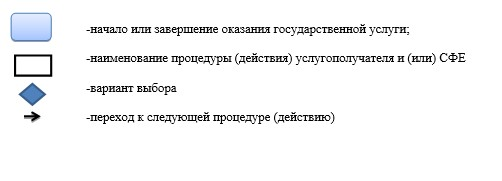 -начало или завершение оказания государственной услуги;
-наименование процедуры (действия) услугополучателя и (или) СФЕ
-вариант выбора
-переход к следующей процедуре (действию)